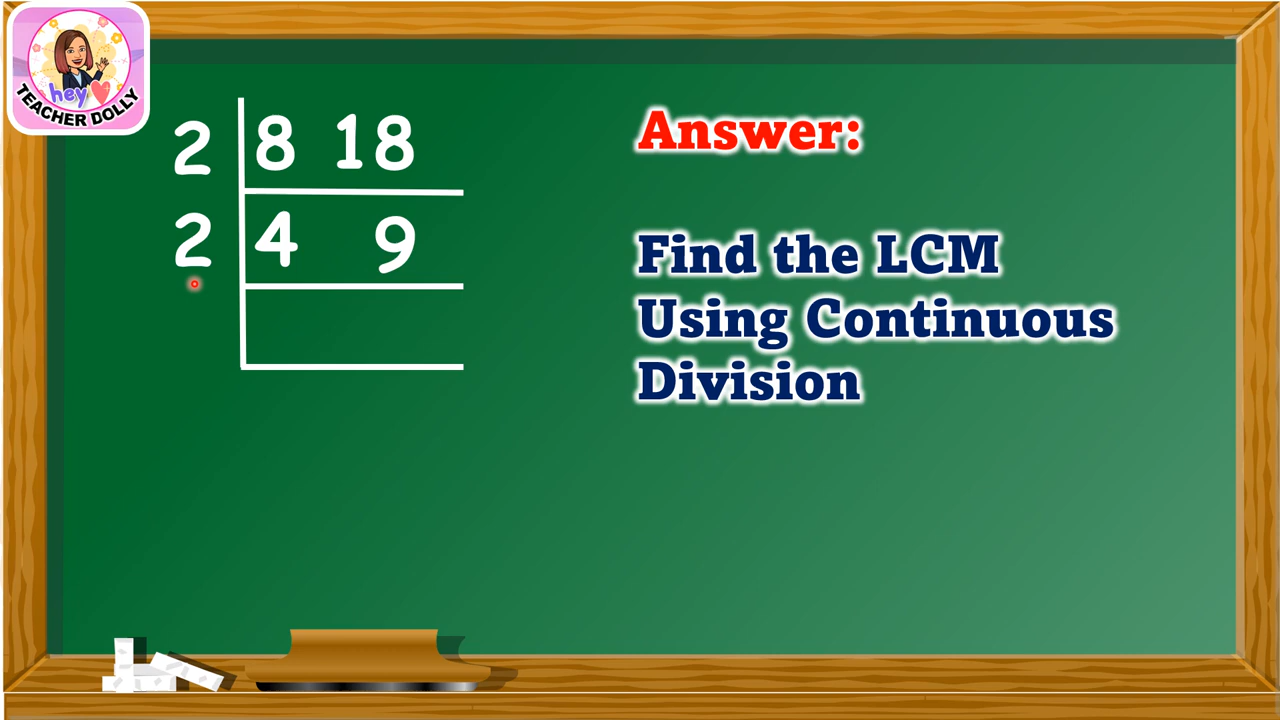 hey
TEACHER DOLLY
2 8 18
2 4 9
Answer:
Find the LCM
Using Continuous
Division